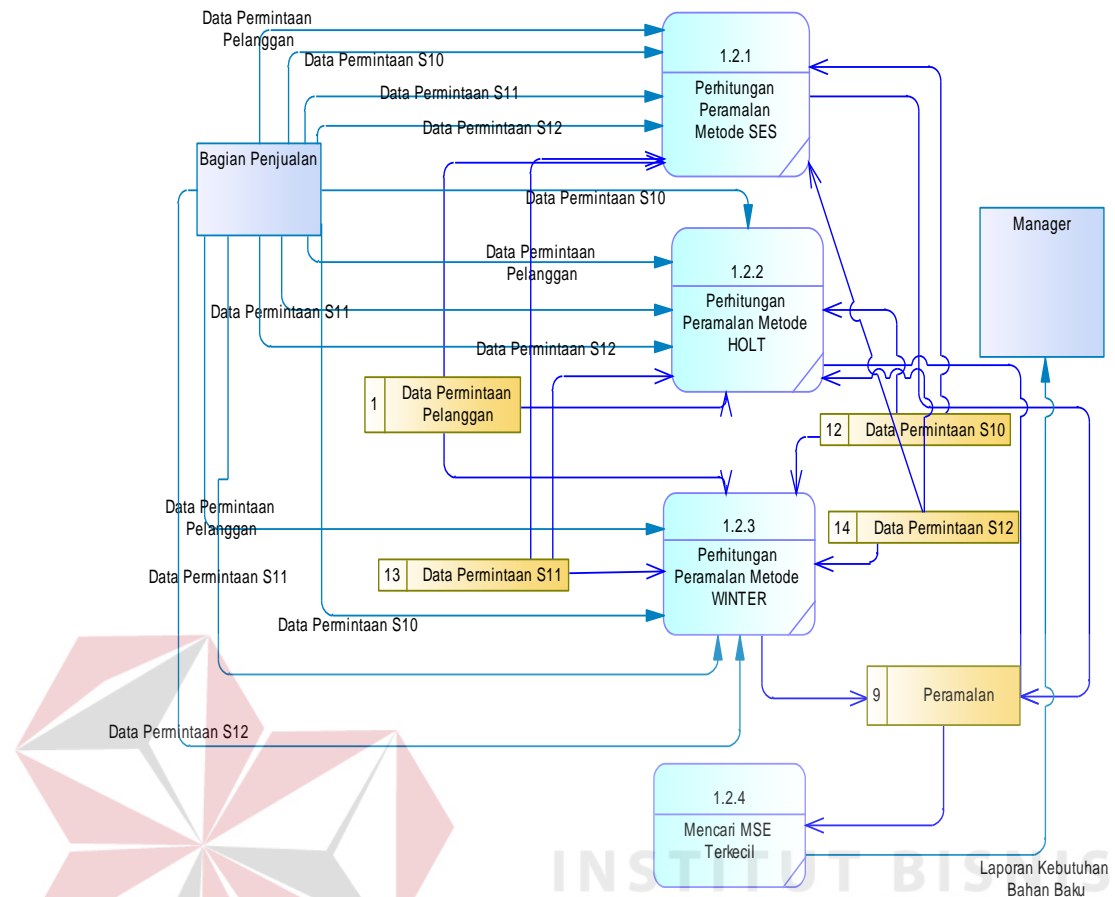 Data Permintaan
Pelanggan
Data Permintaan S10
Data Permintaan S11
Data Permintaan S12
1.2.1
Perhitungan
Peramalan
Metode SES
Bagian Penjualan
Data Permintaan S10
Manager
Data Permintaan
Pelanggan
Data Permintaan S11
Data Permintaan S12
1.2.2
Perhitungan
Peramalan Metode
HOLT
1
Data Permintaan
Pelanggan
12
Data Permintaan S10
14
Data Permintaan S12
Data Permintaan
Pelanggan
1.2.3
Perhitungan
Peramalan Metode
WINTER
13
Data Permintaan S11
Data Permintaan S11
Data Permintaan S10
9
Peramalan
Data Permintaan S12
1.2.4
Mencari MSE
Terkecil
Laporan Kebutuhan
Bahan Baku
INSTITUT BISNIS